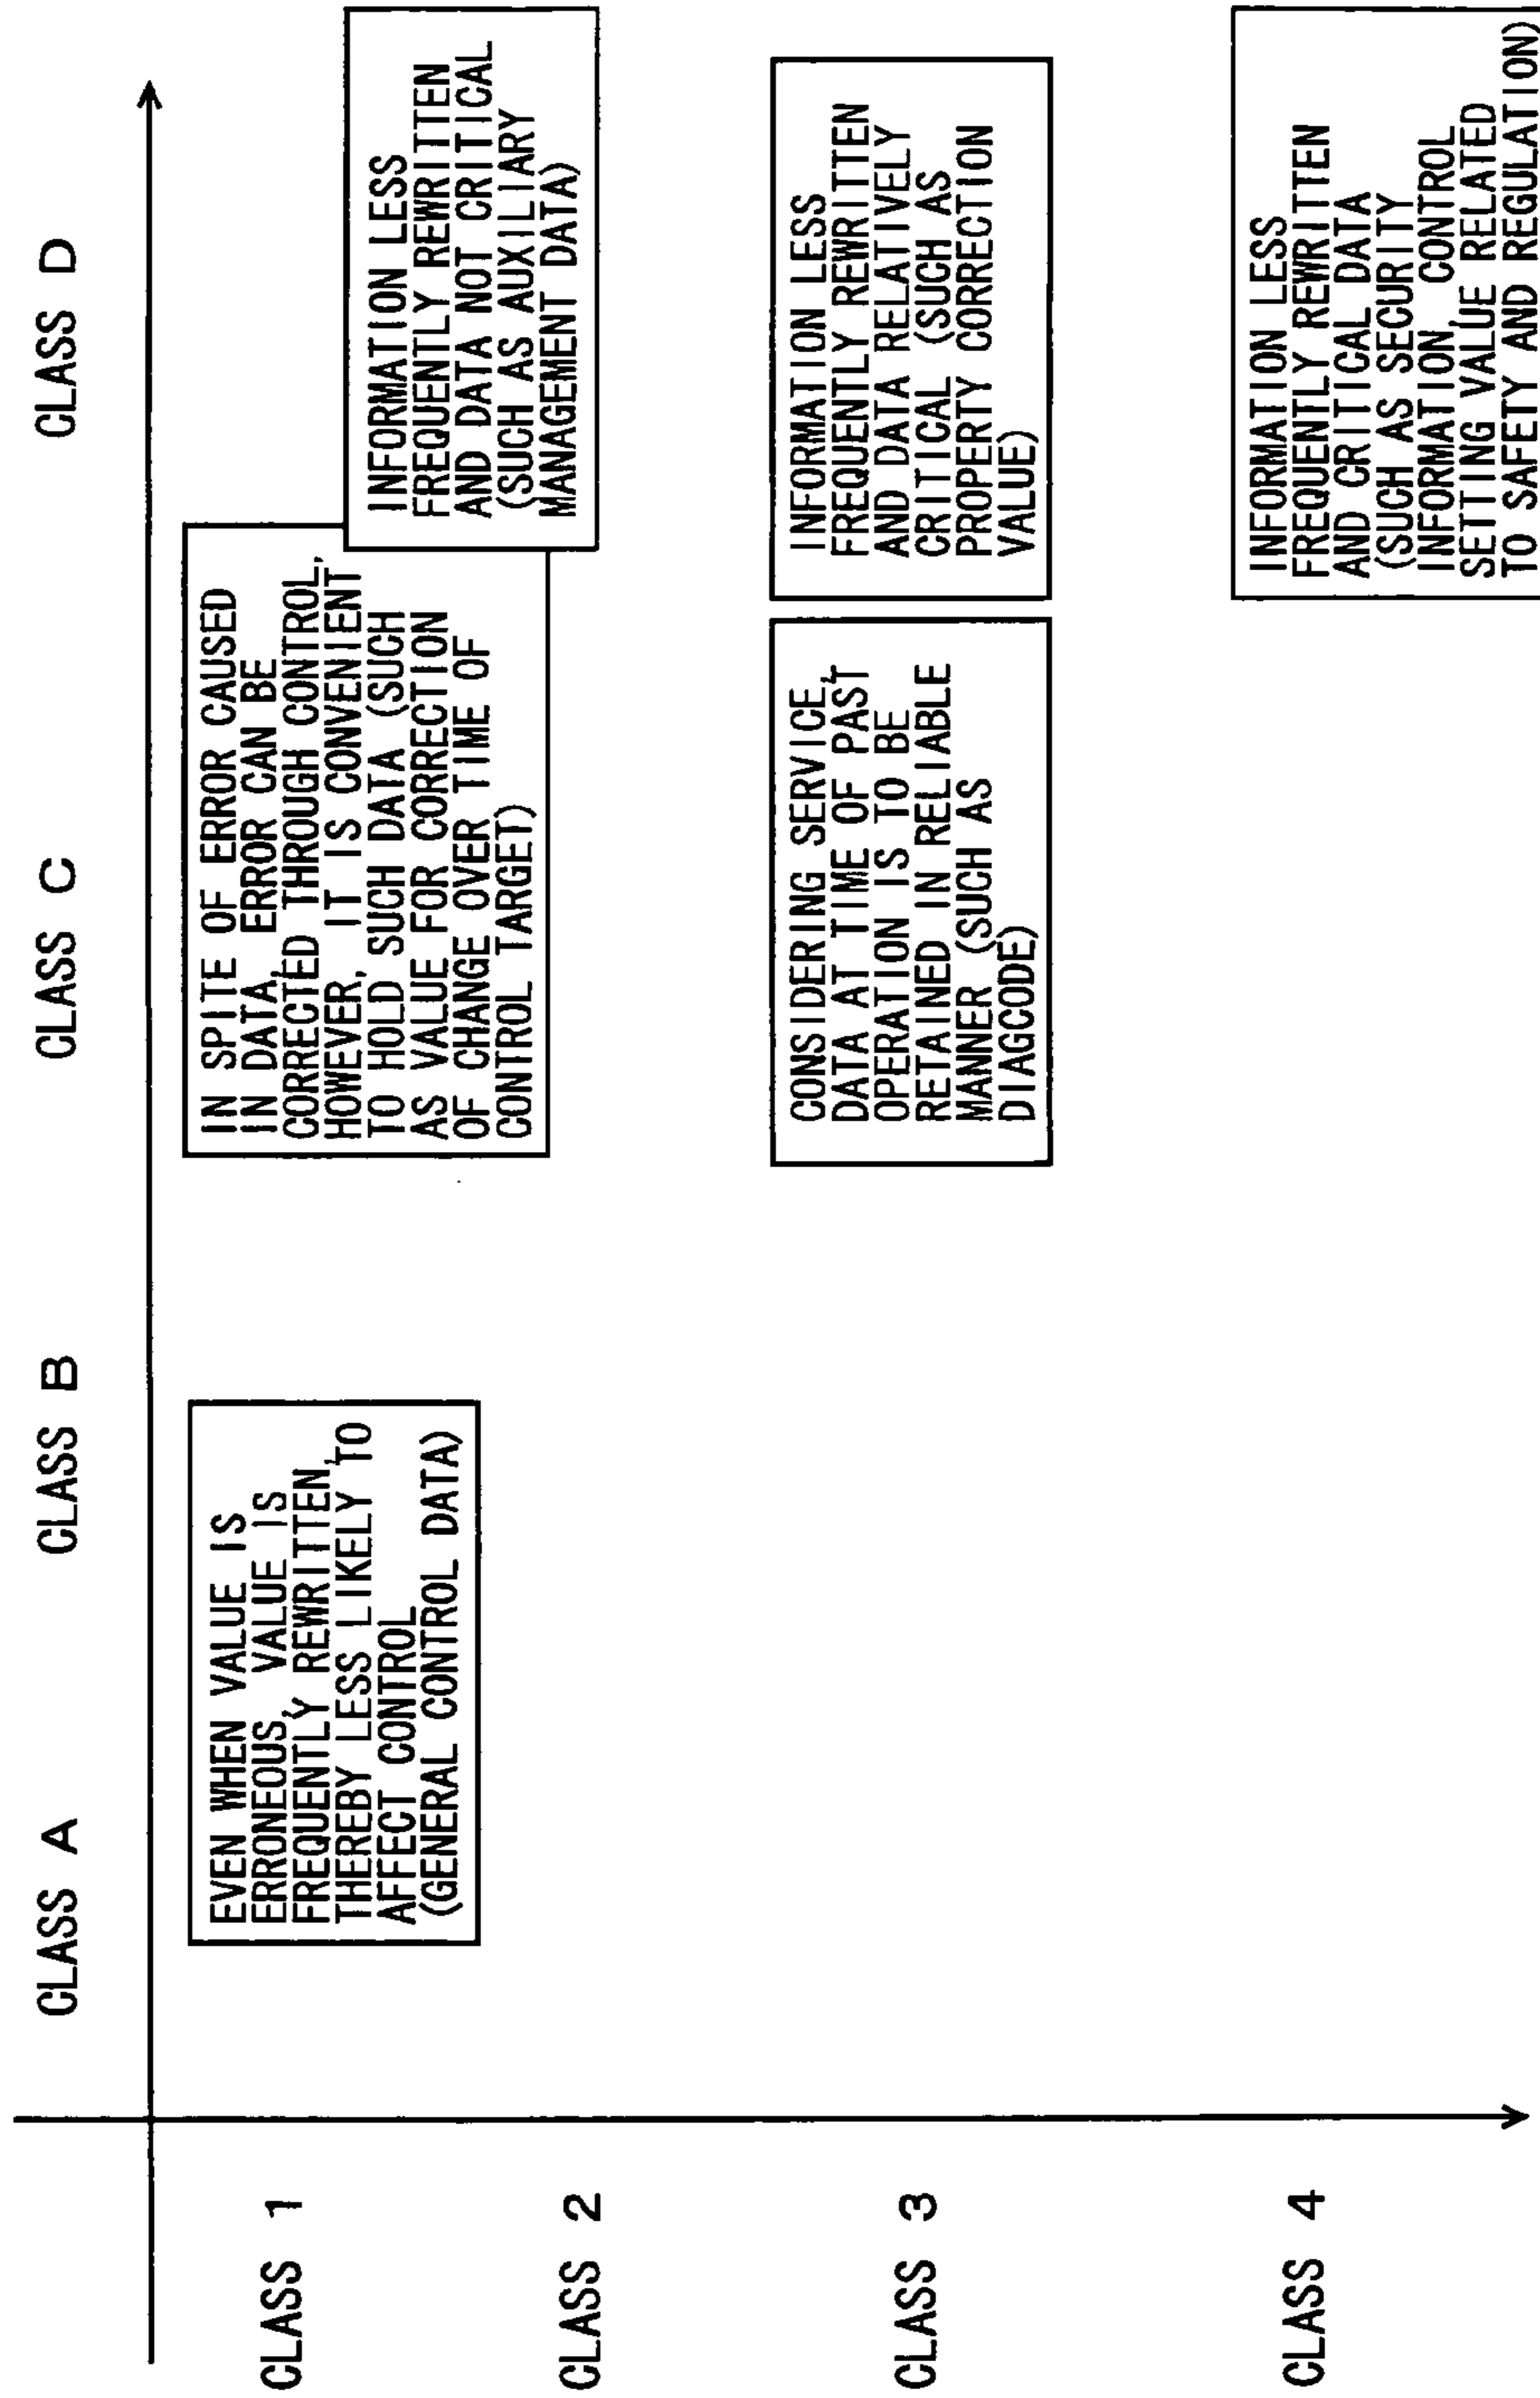 CLASS A
CLASS B
CLASS C
CLASS D
CLASS 1
CLASS 2
CLASS 3
CLASS 4
EVEN WHEN VALUE IS
ERRONEOUS, VALUE IS
FREQUENTLY REWRITTEN,
THEREBY LESS LIKELY TO
AFFECT CONTROL
(GENERAL CONTROL DATA)
IN SPITE OF ERROR CAUSED
IN DATA, ERROR CAN BE
CORRECTED THROUGH CONTROL,
HOWEVER, IT IS CONVENIENT
TO HOLD SUCH DATA (SUCH
AS VALUE FOR CORRECTION
OF CHANGE OVER TIME OF
CONTROL TARGET)
INFORMATION LESS
FREQUENTLY REWRITTEN
AND DATA NOT CRITICAL
(SUCH AS AUXILIARY
MANAGEMENT DATA)
CONSIDERING SERVICE,
DATA AT TIME OF PAST
OPERATION IS TO BE
RETAINED IN RELIABLE
MANNER (SUCH AS
DIAGCODE)
INFORMATION LESS
FREQUENTLY REWRITTEN
AND DATA RELATIVELY
CRITICAL (SUCH AS
PROPERTY CORRECTION
VALUE)
INFORMATION LESS
FREQUENTLY REWRITTEN
AND CRITICAL DATA
(SUCH AS SECURITY
INFORMATION, CONTROL
SETTING VALUE RELATED
TO SAFETY AND REGULATION)